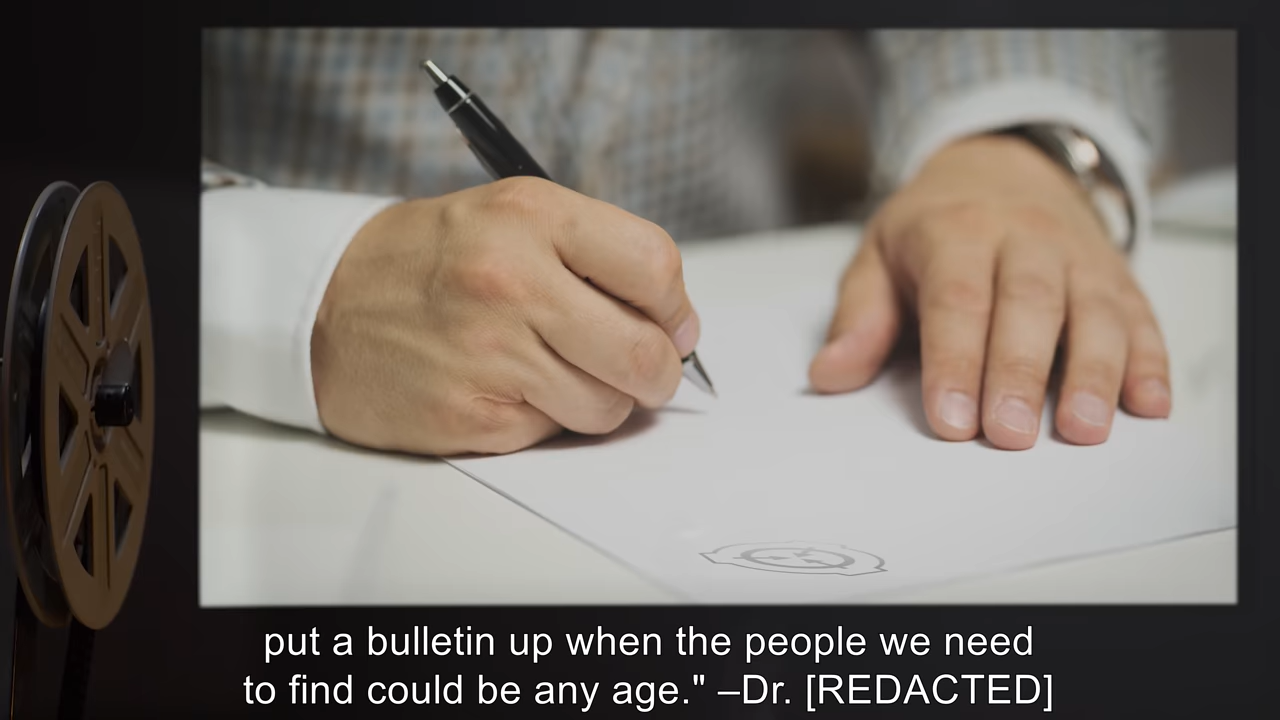 put a bulletin up when the people we need
to find could be any age." –Dr. [REDACTED]